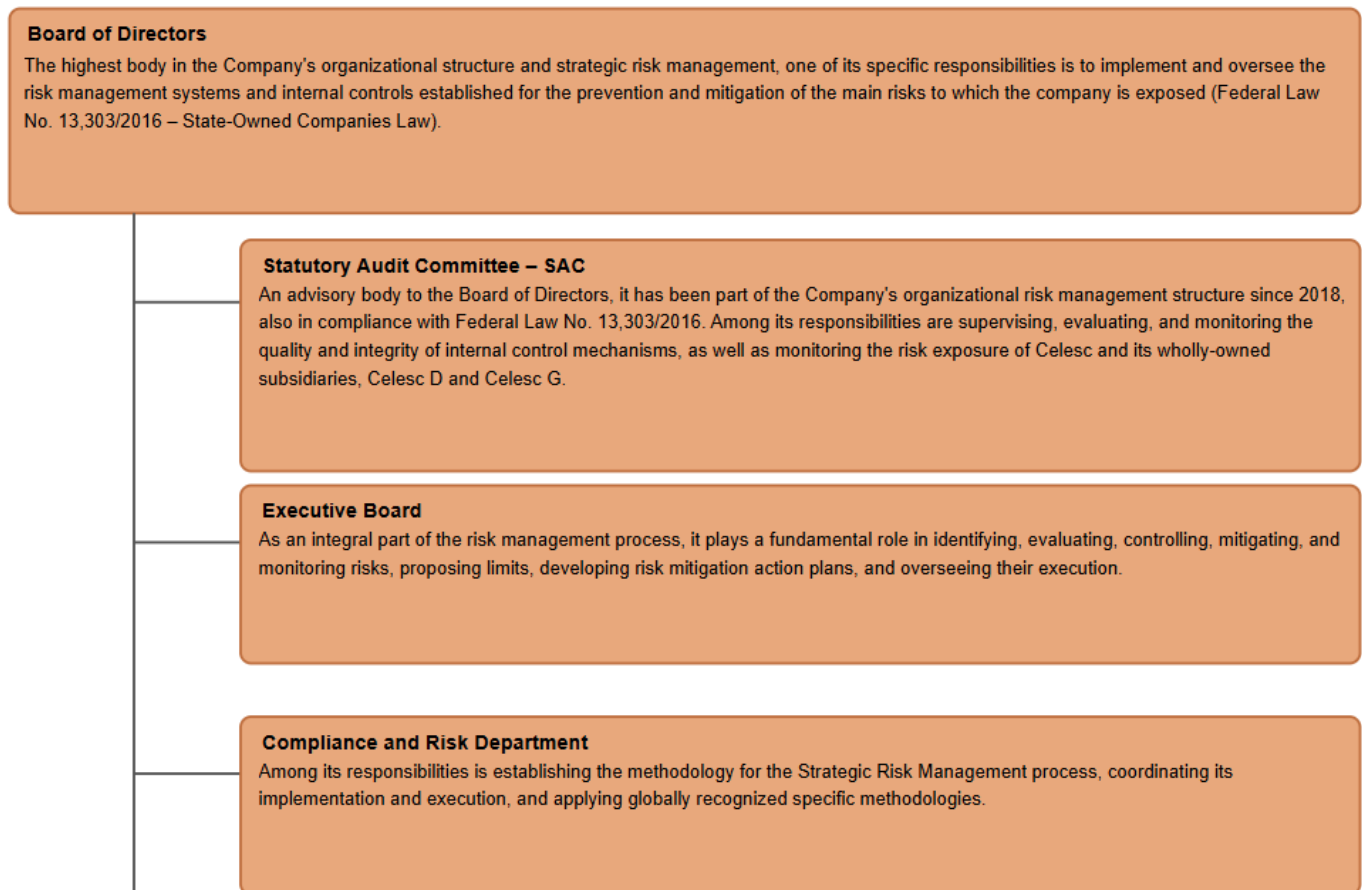 Board of Directors
The highest body in the Company's organizational structure and strategic risk management, one of its specific responsibilities is to implement and oversee the
risk management systems and internal controls established for the prevention and mitigation of the main risks to which the company is exposed (Federal Law
No. 13,303/2016 – State-Owned Companies Law).
Statutory Audit Committee – SAC
An advisory body to the Board of Directors, it has been part of the Company's organizational risk management structure since 2018,
also in compliance with Federal Law No. 13,303/2016. Among its responsibilities are supervising, evaluating, and monitoring the
quality and integrity of internal control mechanisms, as well as monitoring the risk exposure of Celesc and its wholly-owned
subsidiaries, Celesc D and Celesc G.
Executive Board
As an integral part of the risk management process, it plays a fundamental role in identifying, evaluating, controlling, mitigating, and
monitoring risks, proposing limits, developing risk mitigation action plans, and overseeing their execution.
Compliance and Risk Department
Among its responsibilities is establishing the methodology for the Strategic Risk Management process, coordinating its
implementation and execution, and applying globally recognized specific methodologies.